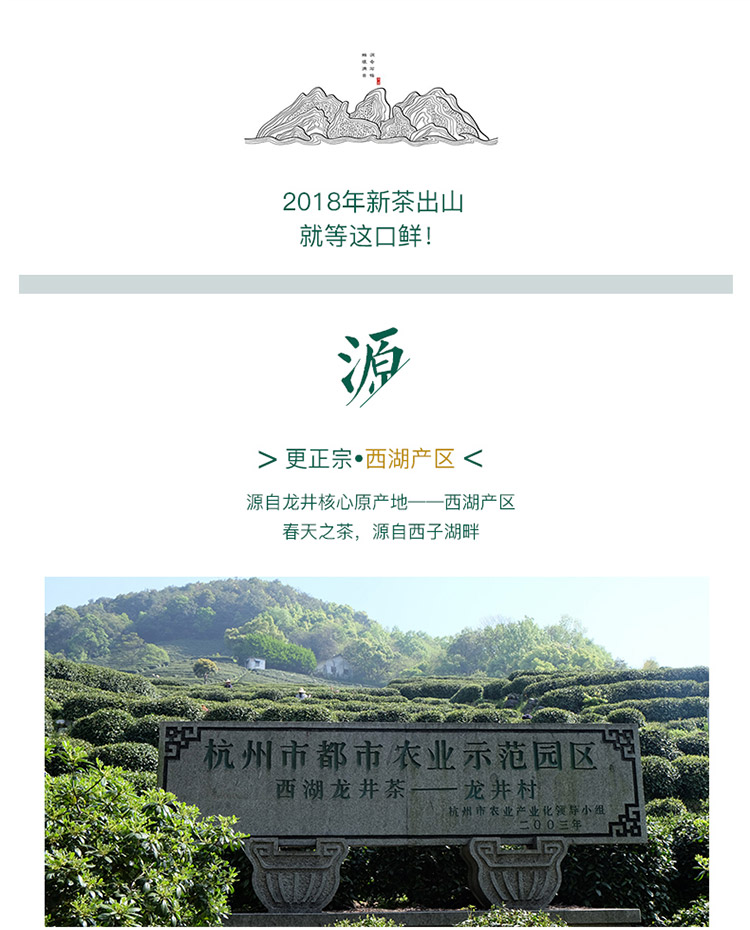 2018年新茶出山
就等这口鲜！
源
> 更正宗•西湖产区 <
源自龙井核心原产地——西湖产区
春天之茶，源自西子湖畔
杭州市都市农业示范园区
西湖龙井茶——龙井村
杭州市农业产业化领导小组
二〇〇三年